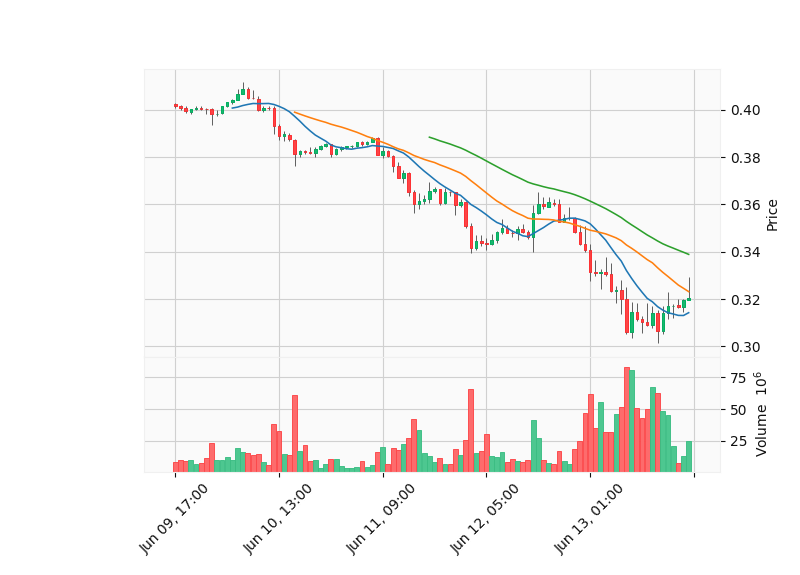 0.40
0.38
0.36
0.34
0.32
0.30
Price
75
50
25
Volume 10^6
Jun 09, 17:00
Jun 10, 13:00
Jun 11, 09:00
Jun 12, 05:00
Jun 13, 01:00